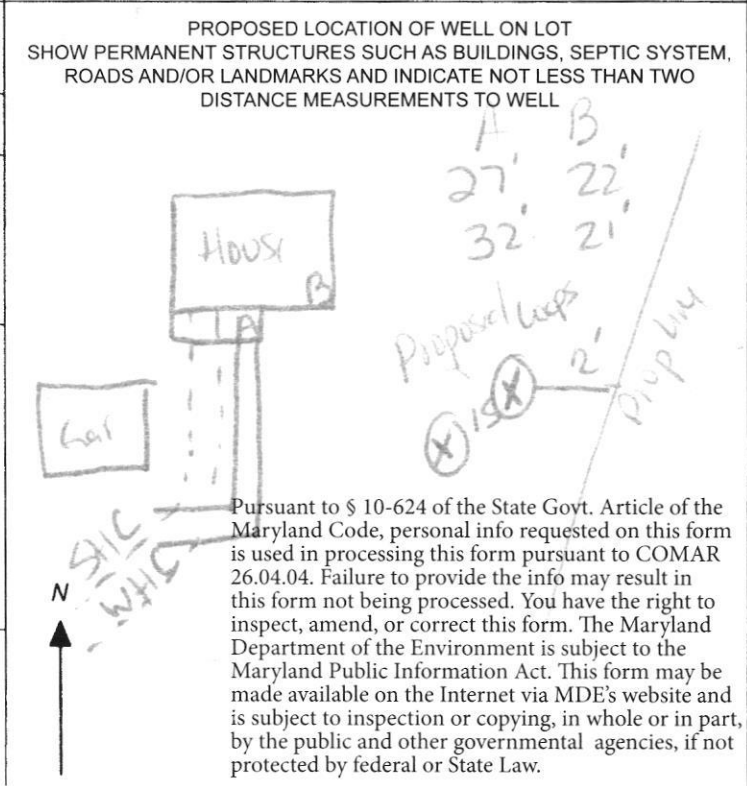 PROPOSED LOCATION OF WELL ON LOT
SHOW PERMANENT STRUCTURES SUCH AS BUILDINGS, SEPTIC SYSTEM,
ROADS AND/OR LANDMARKS AND INDICATE NOT LESS THAN TWO
DISTANCE MEASUREMENTS TO WELL
A B
27' 22'
32' 21'
House
B
A
Proposed loops
2'
Prop line
X
15'
X
Gar
SHC
WHC
N
Pursuant to § 10-624 of the State Govt. Article of the
Maryland Code, personal info requested on this form
is used in processing this form pursuant to COMAR
26.04.04. Failure to provide the info may result in
this form not being processed. You have the right to
inspect, amend, or correct this form. The Maryland
Department of the Environment is subject to the
Maryland Public Information Act. This form may be
made available on the Internet via MDE's website and
is subject to inspection or copying, in whole or in part,
by the public and other governmental agencies, if not
protected by federal or State Law.